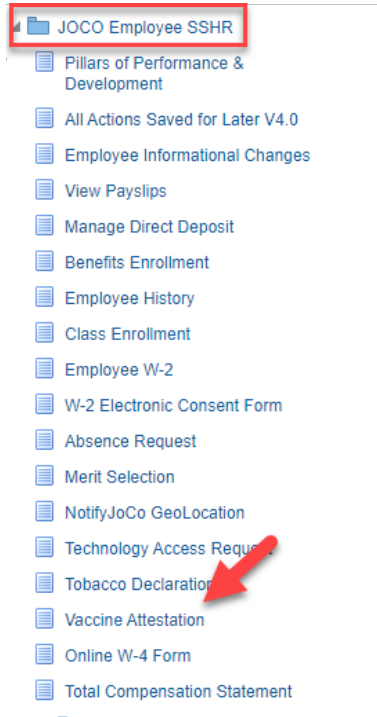 JOCO Employee SSHR
Pillars of Performance &
Development
All Actions Saved for Later V4.0
Employee Informational Changes
View Payslips
Manage Direct Deposit
Benefits Enrollment
Employee History
Class Enrollment
Employee W-2
W-2 Electronic Consent Form
Absence Request
Merit Selection
NotifyJoCo GeoLocation
Technology Access Request
Tobacco Declaration
Vaccine Attestation
Online W-4 Form
Total Compensation Statement